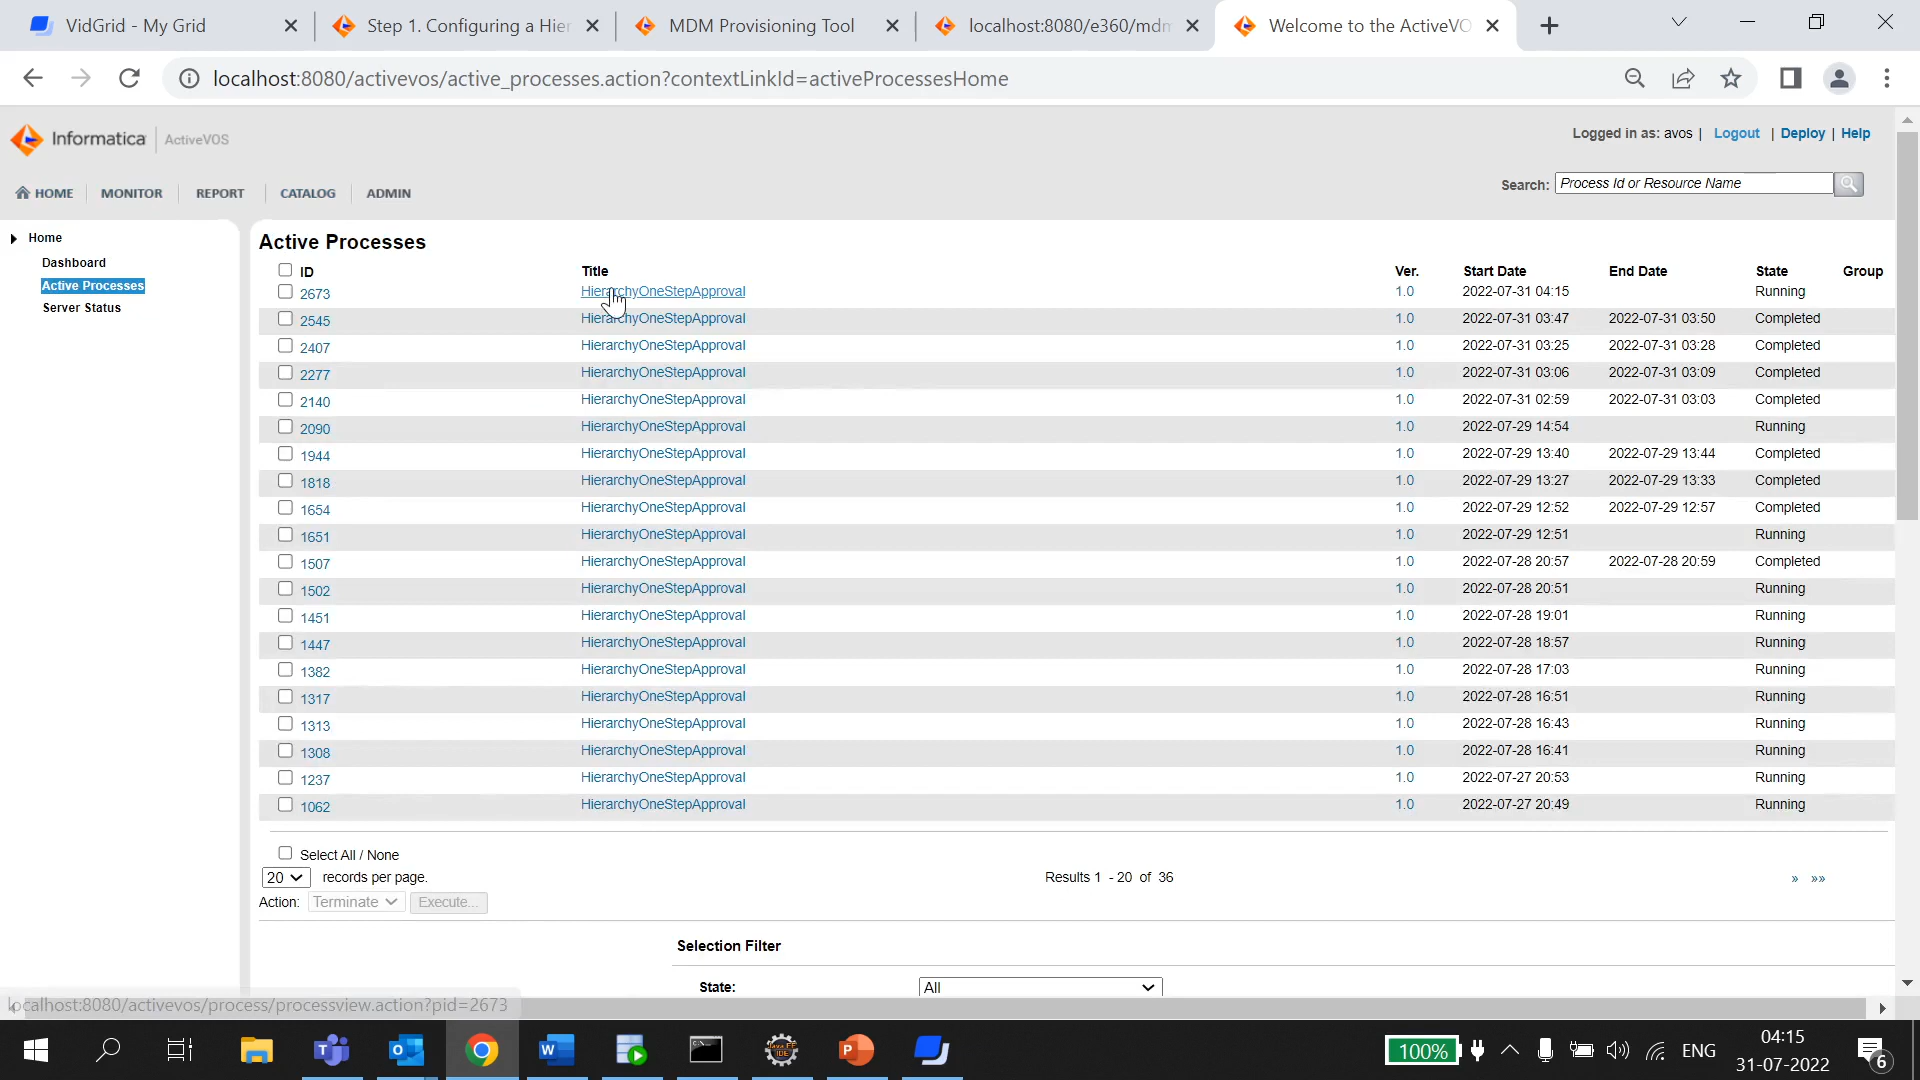 VidGrid - My Grid
Step 1. Configuring a Hier
MDM Provisioning Tool
localhost:8080/e360/mdm
Welcome to the ActiveVO
localhost:8080/activevos/active_processes.action?contextLinkId=activeProcessesHome
Informatica ActiveVOS
Logged in as: avos | Logout | Deploy | Help
HOME MONITOR REPORT CATALOG ADMIN
Search: Process Id or Resource Name
Home
Dashboard
Active Processes
Server Status
Active Processes
ID Title Ver. Start Date End Date State Group
2673 HierarchyOneStepApproval 1.0 2022-07-31 04:15 Running
2545 HierarchyOneStepApproval 1.0 2022-07-31 03:47 2022-07-31 03:50 Completed
2407 HierarchyOneStepApproval 1.0 2022-07-31 03:25 2022-07-31 03:28 Completed
2277 HierarchyOneStepApproval 1.0 2022-07-31 03:06 2022-07-31 03:09 Completed
2140 HierarchyOneStepApproval 1.0 2022-07-31 02:59 2022-07-31 03:03 Completed
2090 HierarchyOneStepApproval 1.0 2022-07-29 14:54 Running
1944 HierarchyOneStepApproval 1.0 2022-07-29 13:40 2022-07-29 13:44 Completed
1818 HierarchyOneStepApproval 1.0 2022-07-29 13:27 2022-07-29 13:33 Completed
1654 HierarchyOneStepApproval 1.0 2022-07-29 12:52 2022-07-29 12:57 Completed
1651 HierarchyOneStepApproval 1.0 2022-07-29 12:51 Running
1507 HierarchyOneStepApproval 1.0 2022-07-28 20:57 2022-07-28 20:59 Completed
1502 HierarchyOneStepApproval 1.0 2022-07-28 20:51 Running
1451 HierarchyOneStepApproval 1.0 2022-07-28 19:01 Running
1447 HierarchyOneStepApproval 1.0 2022-07-28 18:57 Running
1382 HierarchyOneStepApproval 1.0 2022-07-28 17:03 Running
1317 HierarchyOneStepApproval 1.0 2022-07-28 16:51 Running
1313 HierarchyOneStepApproval 1.0 2022-07-28 16:43 Running
1308 HierarchyOneStepApproval 1.0 2022-07-28 16:41 Running
1237 HierarchyOneStepApproval 1.0 2022-07-27 20:53 Running
1062 HierarchyOneStepApproval 1.0 2022-07-27 20:49 Running
Select All / None
20 records per page. Results 1 - 20 of 36 » »»
Action: Terminate Execute...
Selection Filter
State: All
localhost:8080/activevos/process/processview.action?pid=2673
100% ENG 04:15
31-07-2022
6